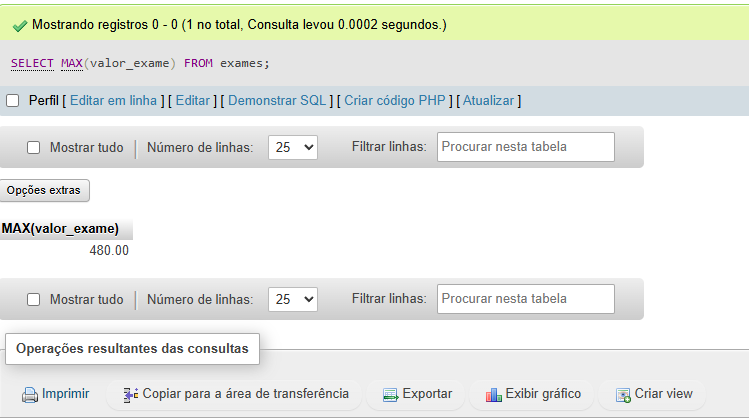 Mostrando registros 0 - 0 (1 no total, Consulta levou 0.0002 segundos.)
SELECT MAX(valor_exame) FROM exames;
Perfil [ Editar em linha ] [ Editar ] [ Demonstrar SQL ] [ Criar código PHP ] [ Atualizar ]
Mostrar tudo | Número de linhas: 25 Filtrar linhas: Procurar nesta tabela
Opções extras
MAX(valor_exame)
480.00
Mostrar tudo | Número de linhas: 25 Filtrar linhas: Procurar nesta tabela
Operações resultantes das consultas
Imprimir Copiar para a área de transferência Exportar Exibir gráfico Criar view